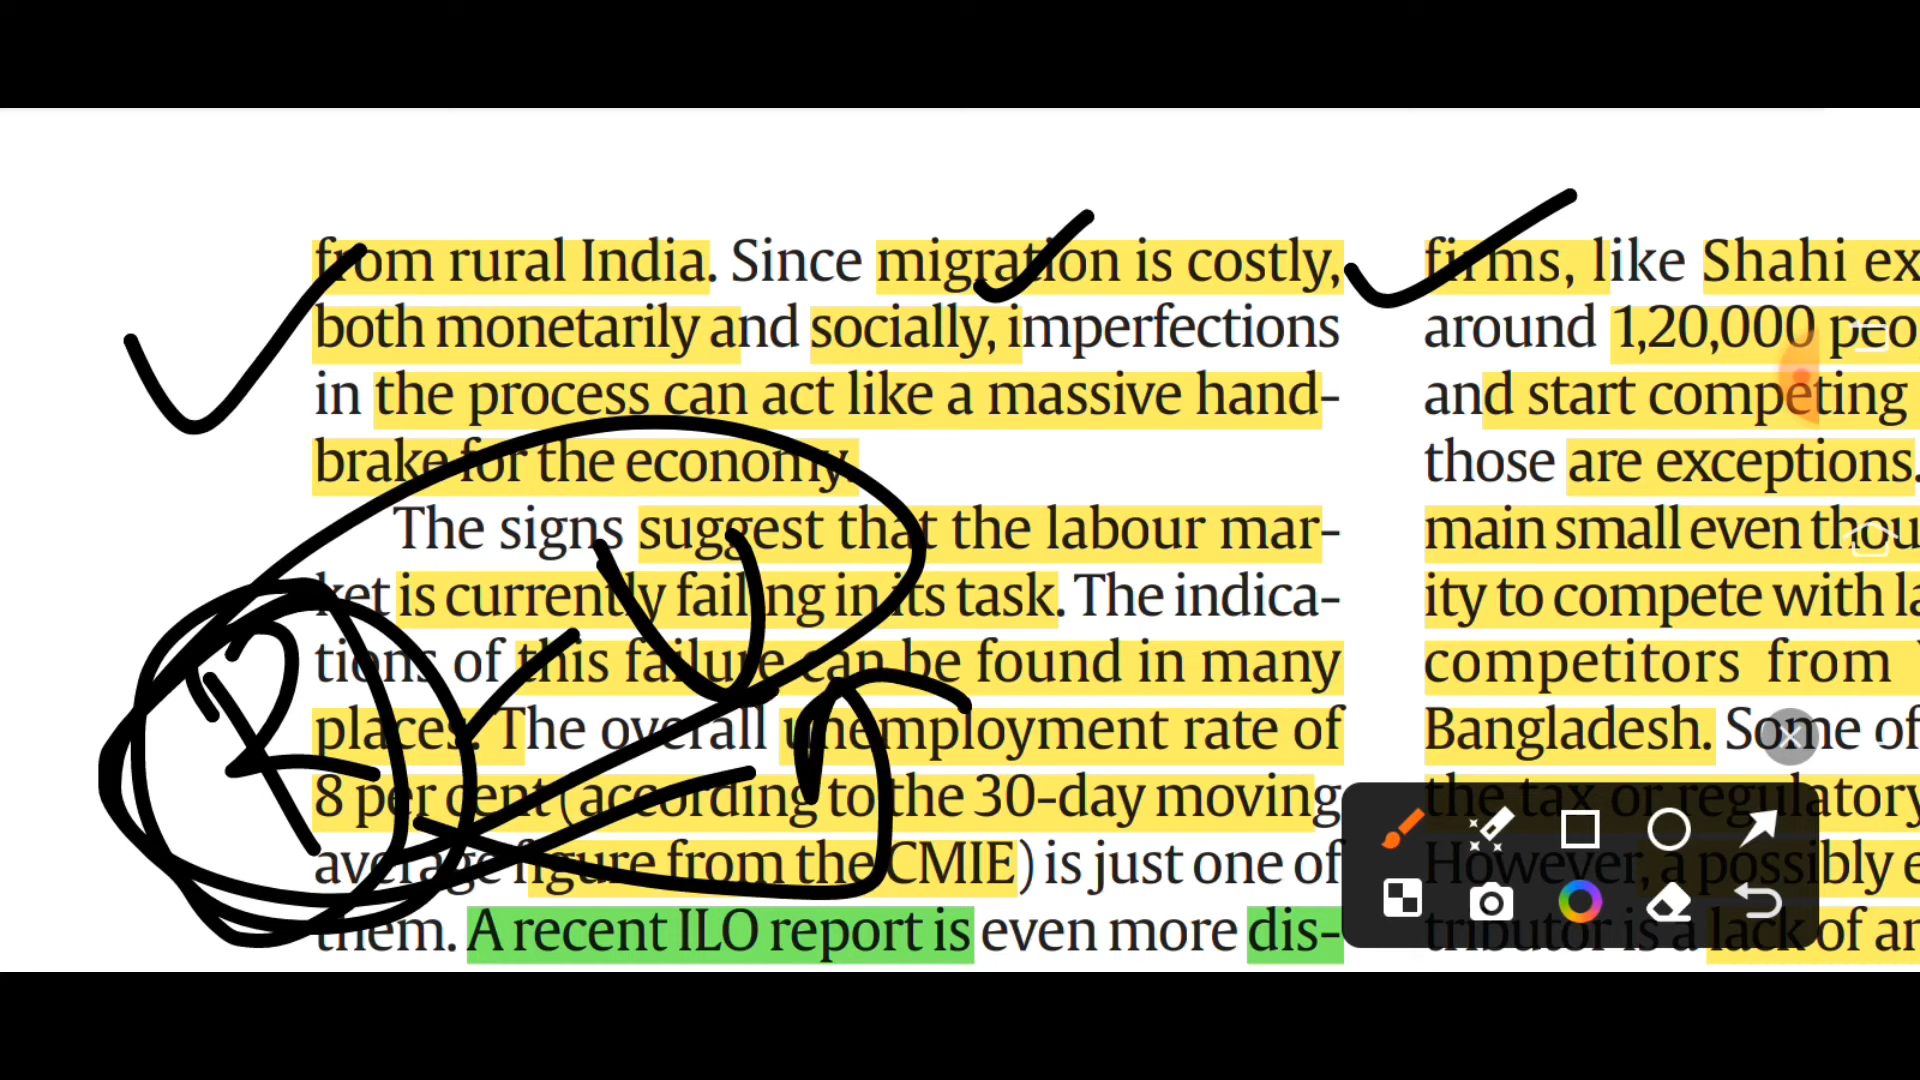 from rural India. Since migration is costly,
both monetarily and socially, imperfections
in the process can act like a massive hand-
brake for the economy.
The signs suggest that the labour mar-
ket is currently failing in its task. The indica-
tions of this failure can be found in many
places. The overall unemployment rate of
8 per cent (according to the 30-day moving
average figure from the CMIE) is just one of
them. A recent ILO report is even more dis-
R
U
firms, like Shahi ex
around 1,20,000 peo
and start competing
those are exceptions.
main small even thou
ity to compete with la
competitors from
Bangladesh. Some of
the tax or regulatory
However, a possibly e
tributor is a lack of an